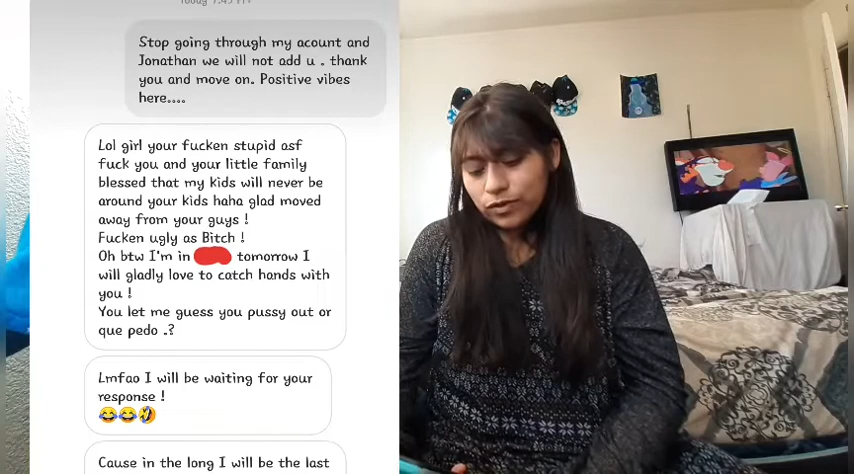 Today 7:45 PM
Stop going through my acount and
Jonathan we will not add u . thank
you and move on. Positive vibes
here....
Lol girl your fucken stupid asf
fuck you and your little family
blessed that my kids will never be
around your kids haha glad moved
away from your guys !
Fucken ugly as Bitch !
Oh btw I'm in tomorrow I
will gladly love to catch hands with
you !
You let me guess you pussy out or
que pedo .?
Lmfao I will be waiting for your
response !
😂😂🤣
Cause in the long I will be the last